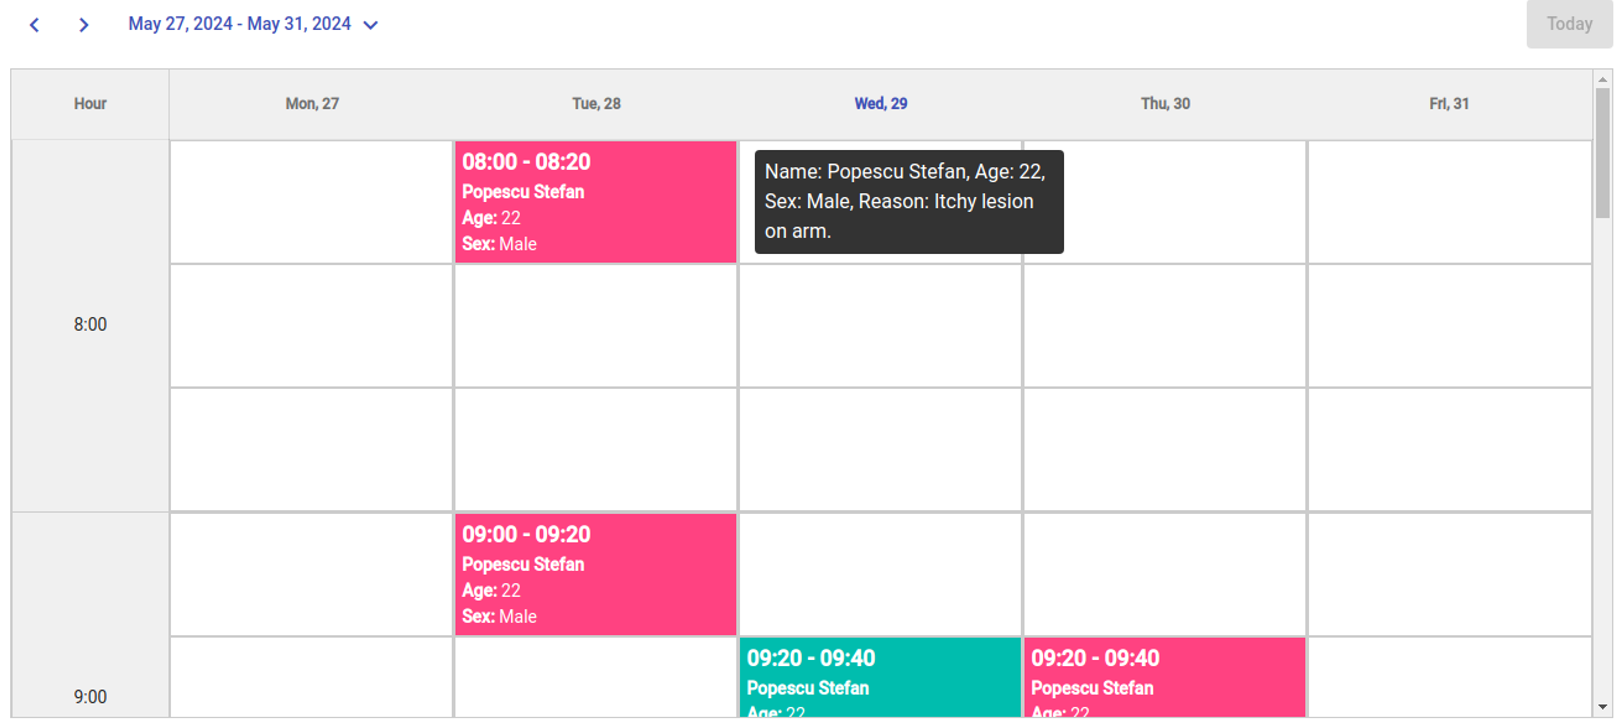 May 27, 2024 - May 31, 2024
Today
Hour
Mon, 27
Tue, 28
Wed, 29
Thu, 30
Fri, 31
8:00
08:00 - 08:20
Popescu Stefan
Age: 22
Sex: Male
Name: Popescu Stefan, Age: 22,
Sex: Male, Reason: Itchy lesion
on arm.
9:00
09:00 - 09:20
Popescu Stefan
Age: 22
Sex: Male
09:20 - 09:40
Popescu Stefan
Age: 22
09:20 - 09:40
Popescu Stefan
Age: 22